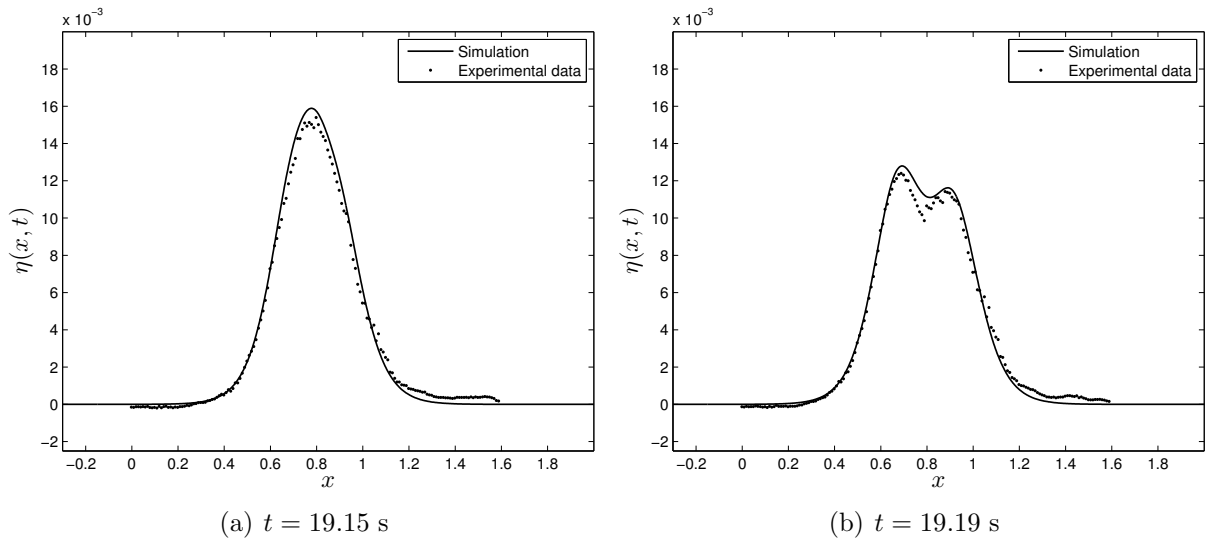 x 10⁻³
Simulation
Experimental data
18
16
14
12
10
8
6
4
2
0
−2
η(x, t)
−0.2 0 0.2 0.4 0.6 0.8 1 1.2 1.4 1.6 1.8
x
(a) t = 19.15 s
x 10⁻³
Simulation
Experimental data
18
16
14
12
10
8
6
4
2
0
−2
η(x, t)
−0.2 0 0.2 0.4 0.6 0.8 1 1.2 1.4 1.6 1.8
x
(b) t = 19.19 s